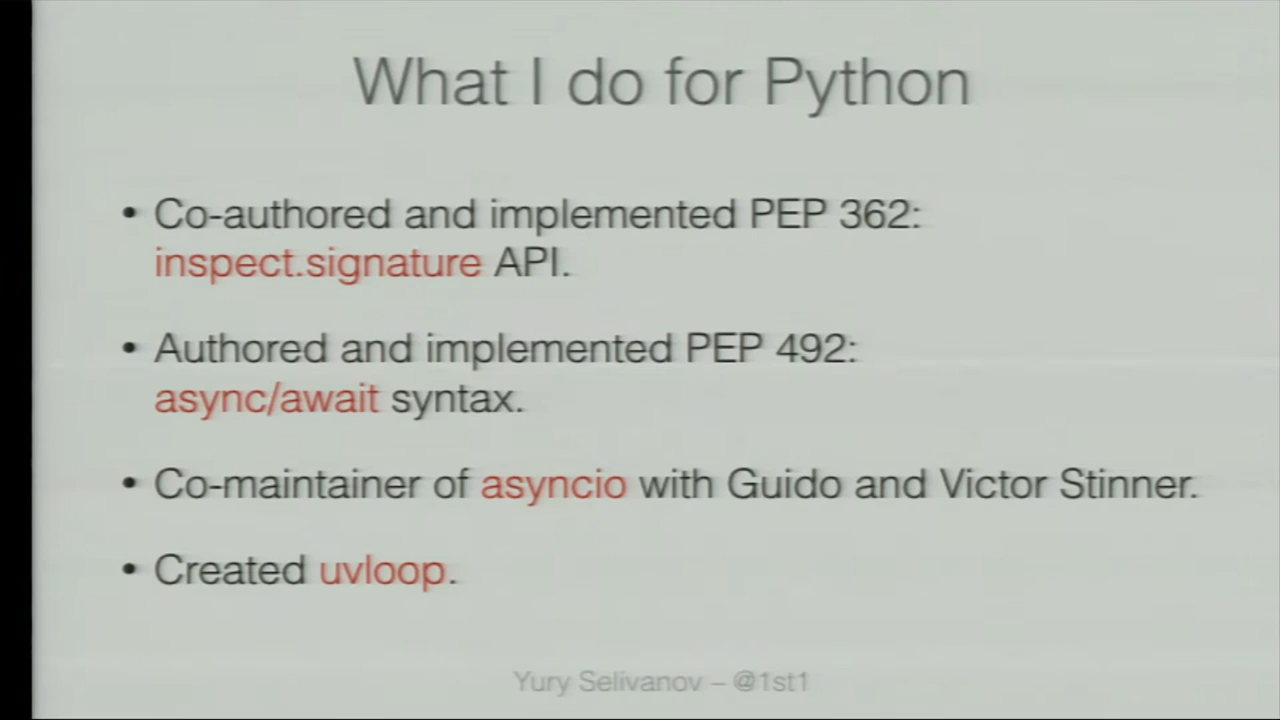 What I do for Python
• Co-authored and implemented PEP 362:
inspect.signature API.
• Authored and implemented PEP 492:
async/await syntax.
• Co-maintainer of asyncio with Guido and Victor Stinner.
• Created uvloop.
Yury Selivanov – @1st1